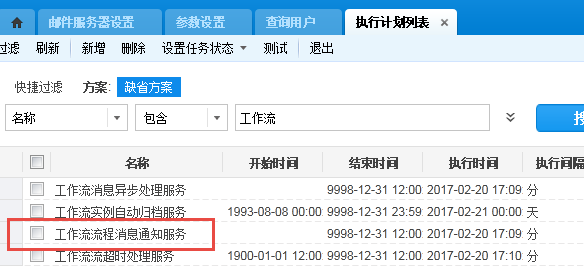 邮件服务器设置 参数设置 查询用户 执行计划列表 ×
过滤 刷新 新增 删除 设置任务状态 测试 退出
快捷过滤 方案: 缺省方案
名称 包含 工作流
名称 开始时间 结束时间 执行时间 执行间隔
工作流消息异步处理服务 9998-12-31 12:00 2017-02-20 17:09 分
工作流实例自动归档服务 1993-08-08 00:00 9998-12-31 23:59 2017-02-21 00:00 天
工作流流程消息通知服务 9998-12-31 12:00 2017-02-20 17:09 分
工作流流超时处理服务 1900-01-01 12:00 9998-12-31 12:00 2017-02-20 17:10 分